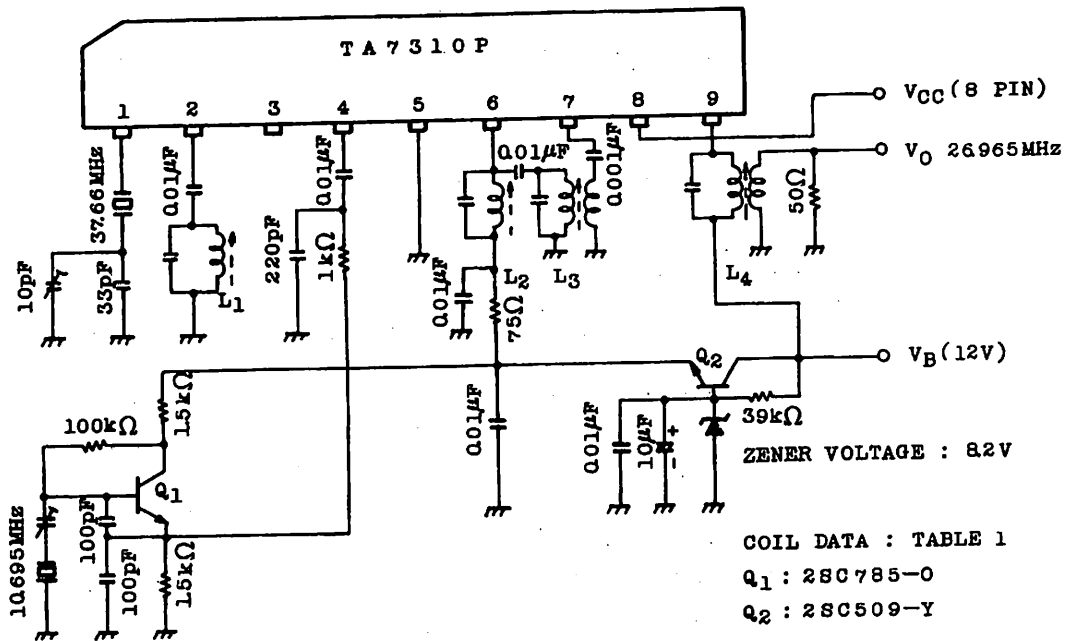 TA7310P
1 2 3 4 5 6 7 8 9
VCC (8 PIN)
VO 26.965MHz
37.66MHz
0.01μF
0.01μF
0.01μF
0.001μF
50Ω
10pF
33pF
L1
220pF
1kΩ
0.01μF
L2
75Ω
L3
L4
Q2
VB (12V)
1.5kΩ
100kΩ
0.01μF
0.01μF
10μF
+
-
39kΩ
ZENER VOLTAGE : 8.2V
Q1
10.695MHz
100pF
100pF
1.5kΩ
COIL DATA : TABLE 1
Q1 : 2SC785-O
Q2 : 2SC509-Y